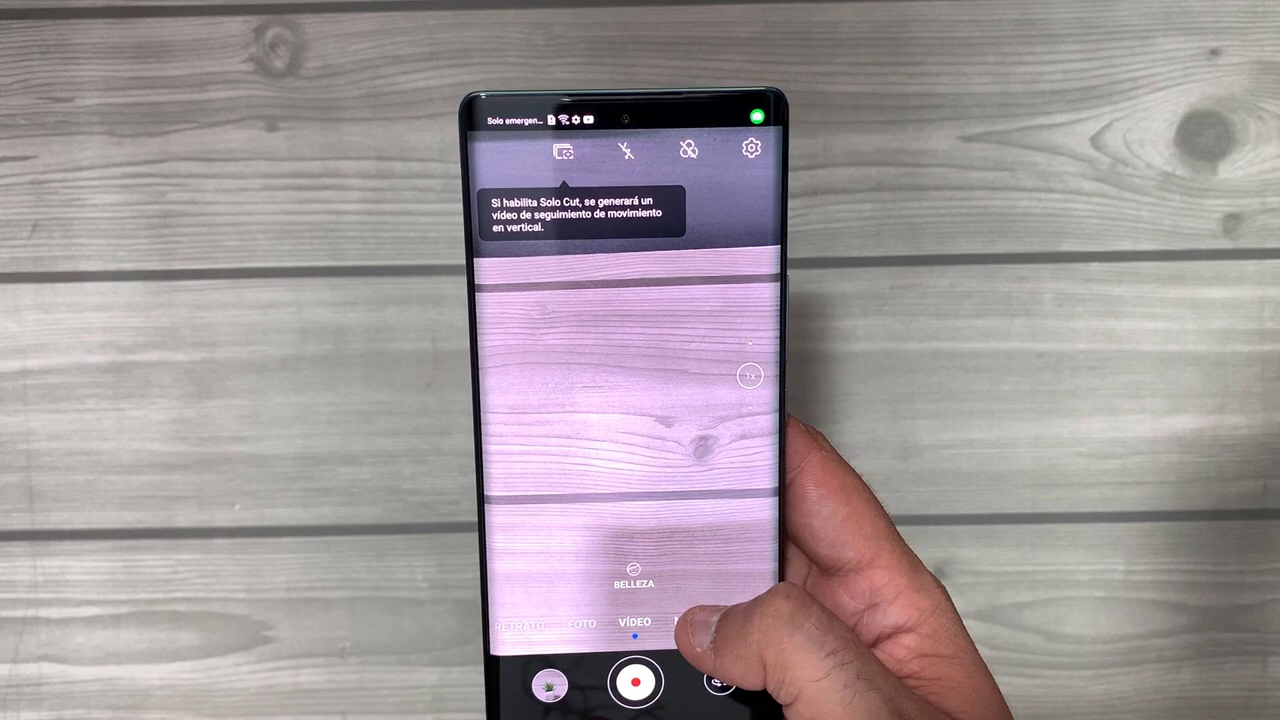 Solo emergen...
Si habilita Solo Cut, se generará un
vídeo de seguimiento de movimiento
en vertical.
1x
BELLEZA
RETRATO FOTO VÍDEO